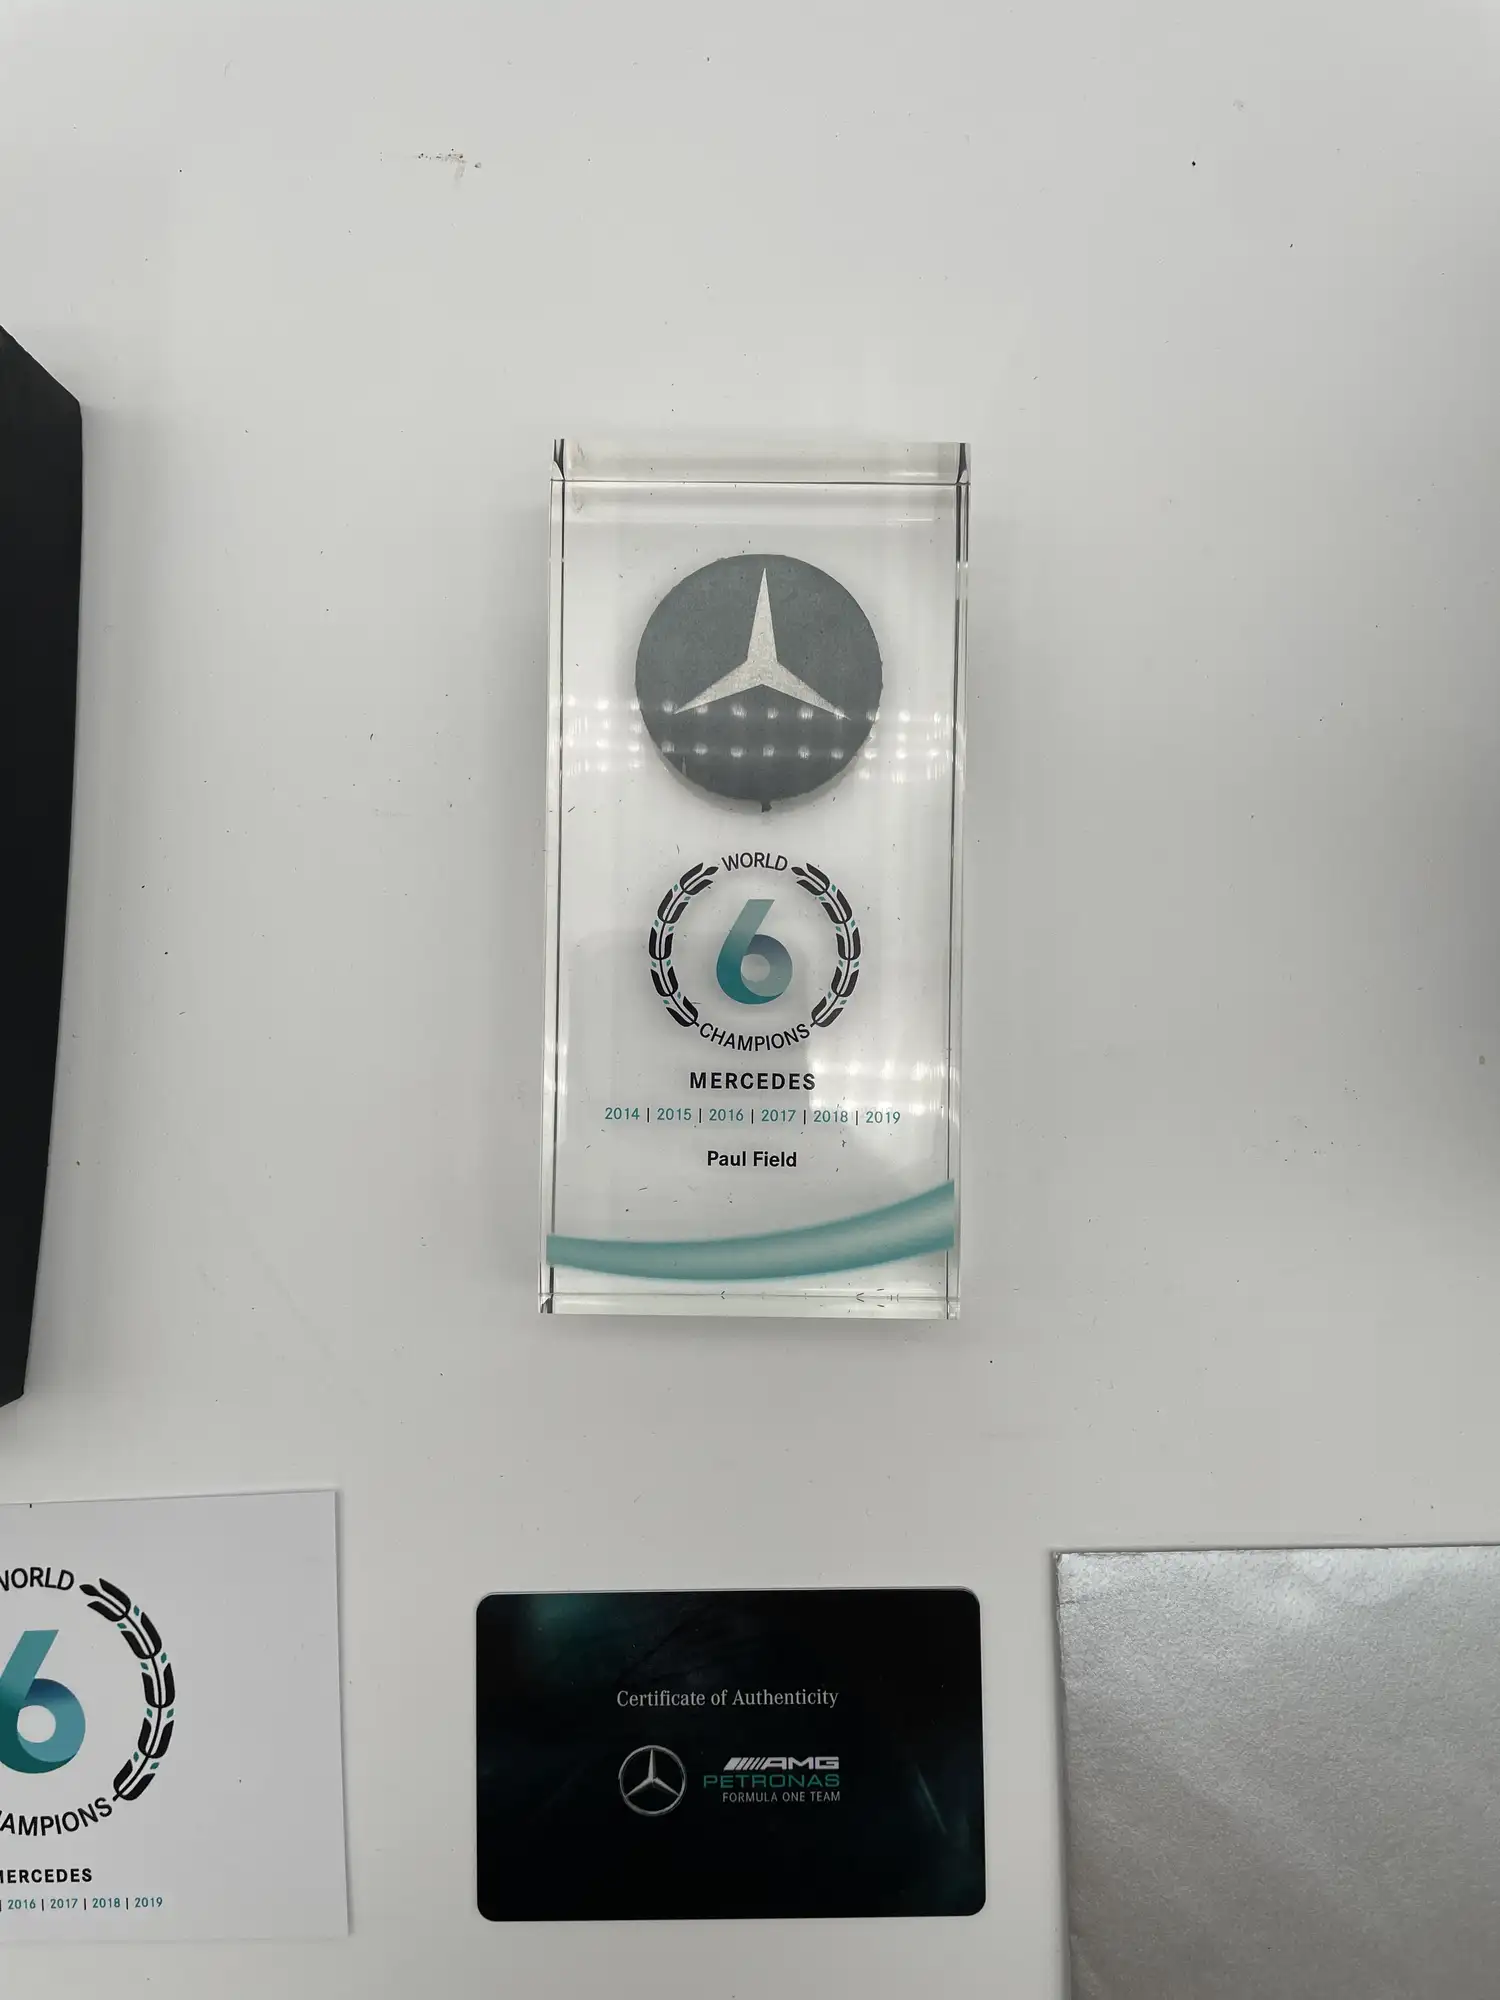 WORLD
6
CHAMPIONS
MERCEDES
2014 | 2015 | 2016 | 2017 | 2018 | 2019
Paul Field
WORLD
6
CHAMPIONS
MERCEDES
| 2016 | 2017 | 2018 | 2019
Certificate of Authenticity
AMG
PETRONAS
FORMULA ONE TEAM